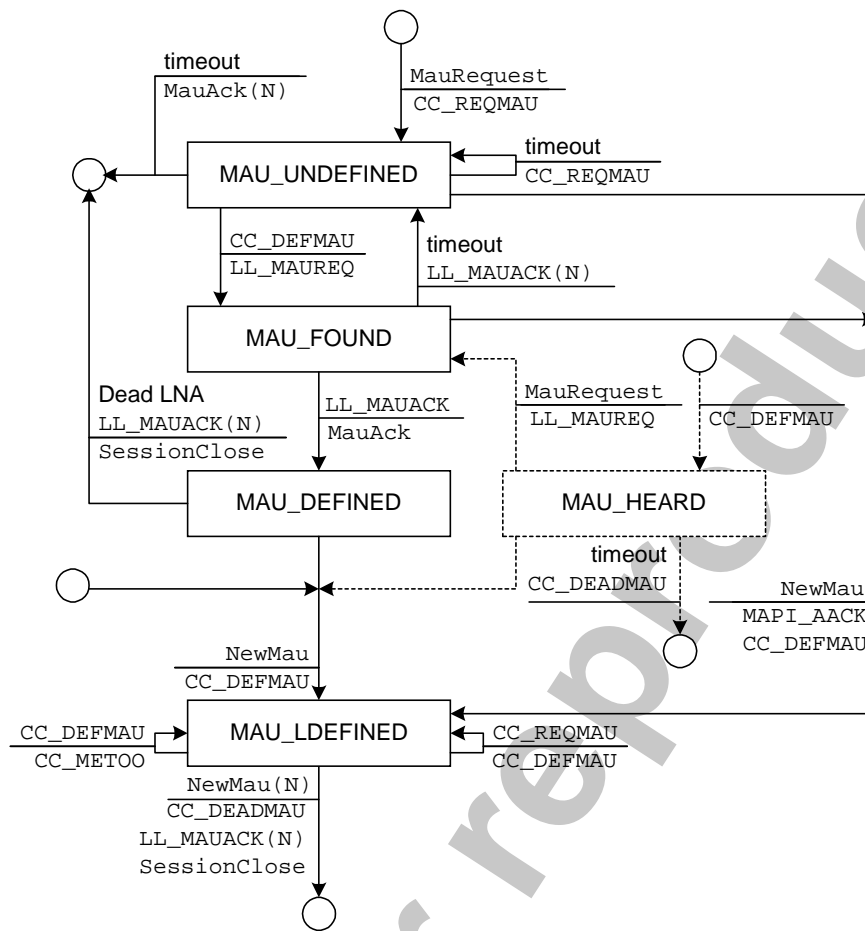 timeout
MauAck(N)
MauRequest
CC_REQMAU
MAU_UNDEFINED
timeout
CC_REQMAU
CC_DEFMAU
LL_MAUREQ
timeout
LL_MAUACK(N)
MAU_FOUND
Dead LNA
LL_MAUACK(N)
SessionClose
LL_MAUACK
MauAck
MauRequest
LL_MAUREQ
CC_DEFMAU
MAU_DEFINED
MAU_HEARD
timeout
CC_DEADMAU
NewMau
MAPI_AACK
CC_DEFMAU
NewMau
CC_DEFMAU
MAU_LDEFINED
CC_DEFMAU
CC_METOO
CC_REQMAU
CC_DEFMAU
NewMau(N)
CC_DEADMAU
LL_MAUACK(N)
SessionClose
r reproduc